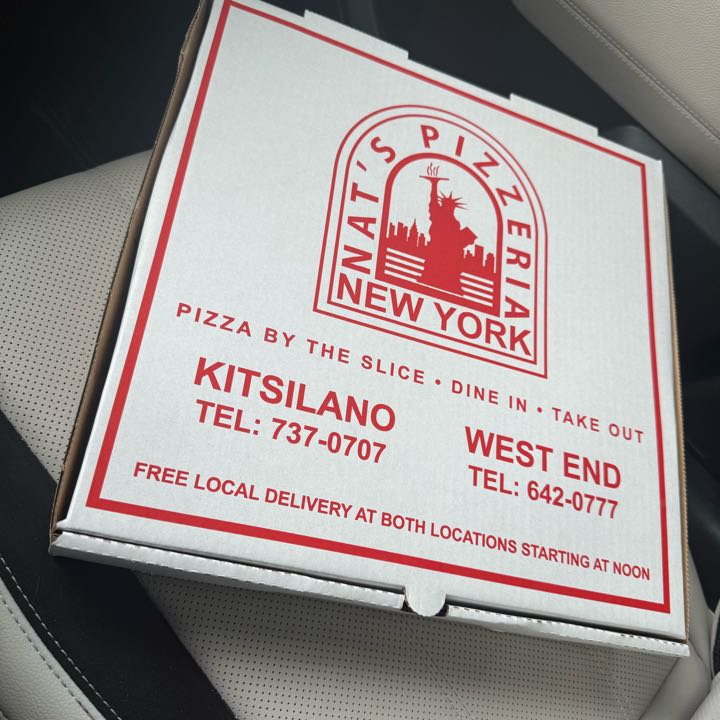 NAT'S PIZZERIA
NEW YORK
PIZZA BY THE SLICE • DINE IN • TAKE OUT
KITSILANO
TEL: 737-0707
WEST END
TEL: 642-0777
FREE LOCAL DELIVERY AT BOTH LOCATIONS STARTING AT NOON